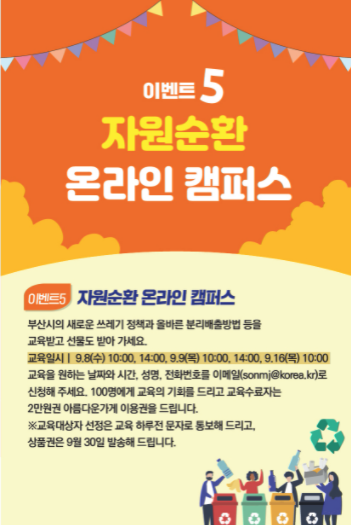 이벤트 5
자원순환
온라인 캠퍼스
이벤트5 자원순환 온라인 캠퍼스
부산시의 새로운 쓰레기 정책과 올바른 분리배출방법 등을
교육받고 선물도 받아 가세요.
교육일시 | 9.8(수) 10:00, 14:00, 9.9(목) 10:00, 14:00, 9.16(목) 10:00
교육을 원하는 날짜와 시간, 성명, 전화번호를 이메일(sonmj@korea.kr)로
신청해 주세요. 100명에게 교육의 기회를 드리고 교육수료자는
2만원권 아름다운가게 이용권을 드립니다.
※교육대상자 선정은 교육 하루전 문자로 통보해 드리고,
상품권은 9월 30일 발송해 드립니다.